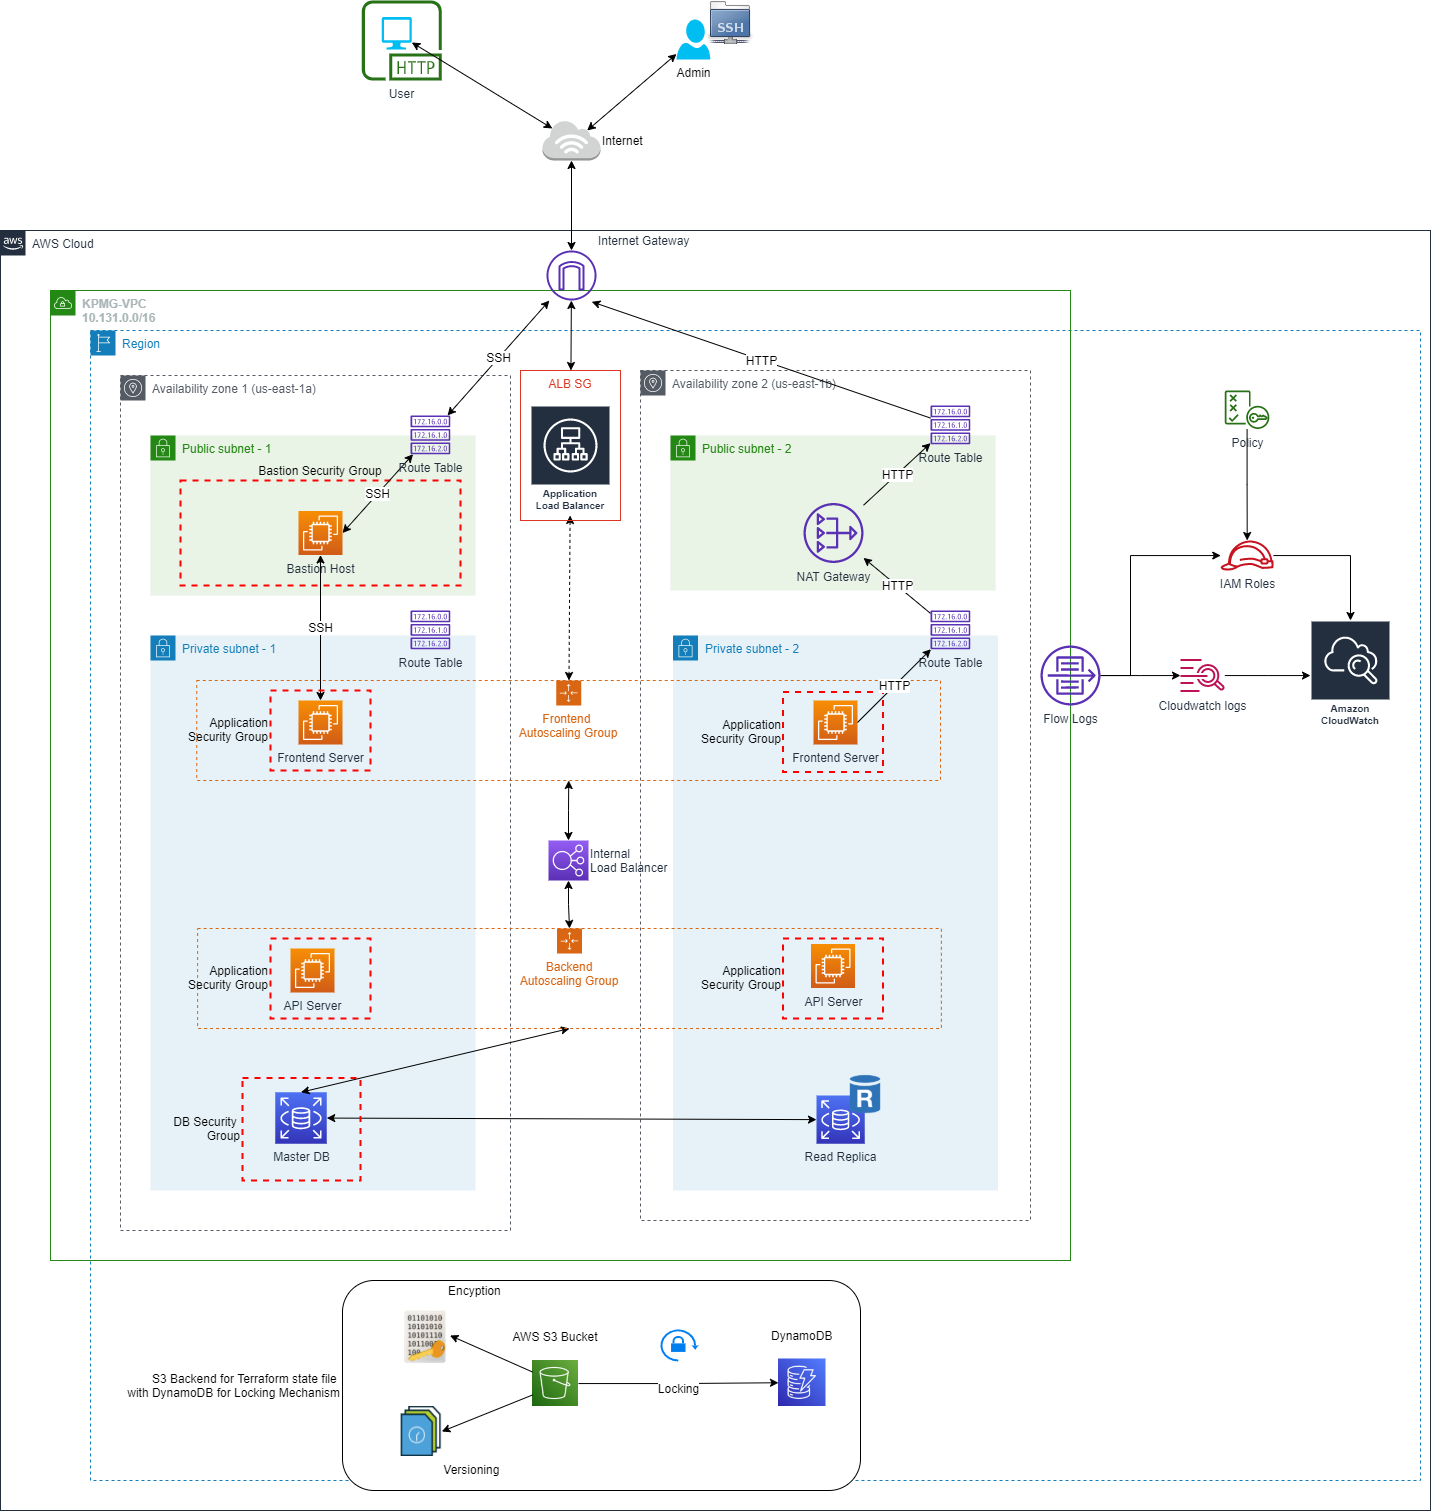 SSH
HTTP
User
Admin
Internet
aws
AWS Cloud
Internet Gateway
KPMG-VPC
10.131.0.0/16
Region
SSH
HTTP
Availability zone 1 (us-east-1a)
ALB SG
Availability zone 2 (us-east-1b)
172.16.0.0
172.16.1.0
172.16.2.0
172.16.0.0
172.16.1.0
172.16.2.0
Public subnet - 1
Route Table
Public subnet - 2
Route Table
Policy
Bastion Security Group
SSH
HTTP
Application
Load Balancer
Bastion Host
NAT Gateway
HTTP
IAM Roles
SSH
172.16.0.0
172.16.1.0
172.16.2.0
172.16.0.0
172.16.1.0
172.16.2.0
Private subnet - 1
Route Table
Private subnet - 2
Route Table
HTTP
Application
Security Group
Frontend Server
Frontend
Autoscaling Group
Application
Security Group
Frontend Server
Flow Logs
Cloudwatch logs
Amazon
CloudWatch
Internal
Load Balancer
Application
Security Group
API Server
Backend
Autoscaling Group
Application
Security Group
API Server
DB Security
Group
Master DB
R
Read Replica
Encyption
01101010
10101010
10101110
AWS S3 Bucket
DynamoDB
S3 Backend for Terraform state file
with DynamoDB for Locking Mechanism
Locking
Versioning